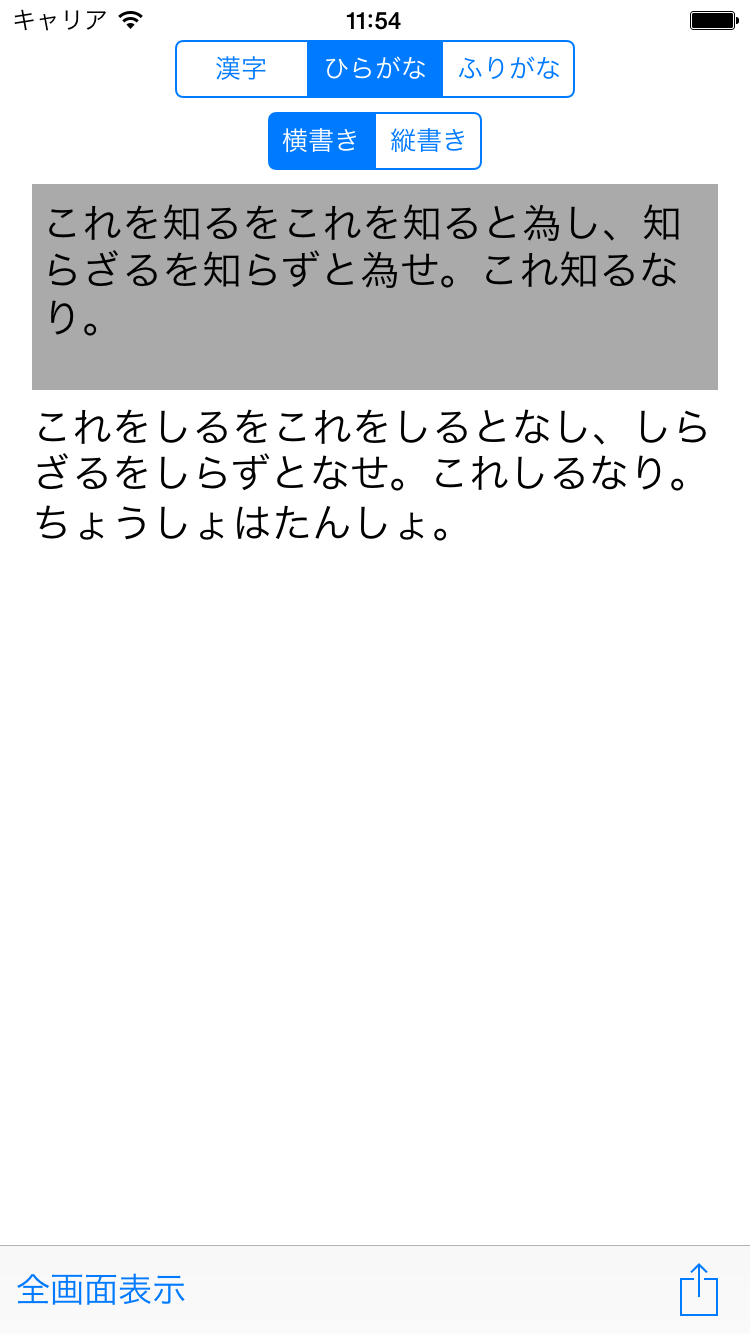 キャリア 11:54
漢字 ひらがな ふりがな
横書き 縦書き
これを知るをこれを知ると為し、知
らざるを知らずと為せ。これ知るな
り。
これをしるをこれをしるとなし、しら
ざるをしらずとなせ。これしるなり。
ちょうしょはたんしょ。
全画面表示